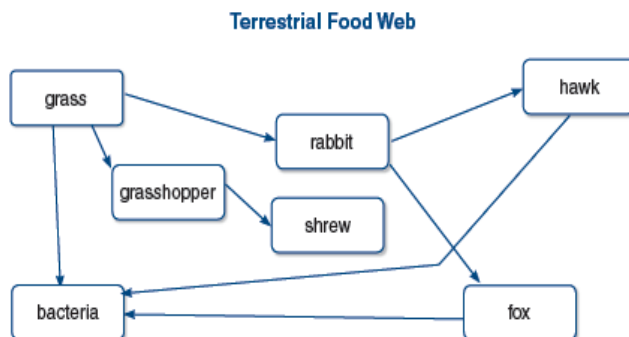 Terrestrial Food Web
grass
hawk
rabbit
grasshopper
shrew
bacteria
fox